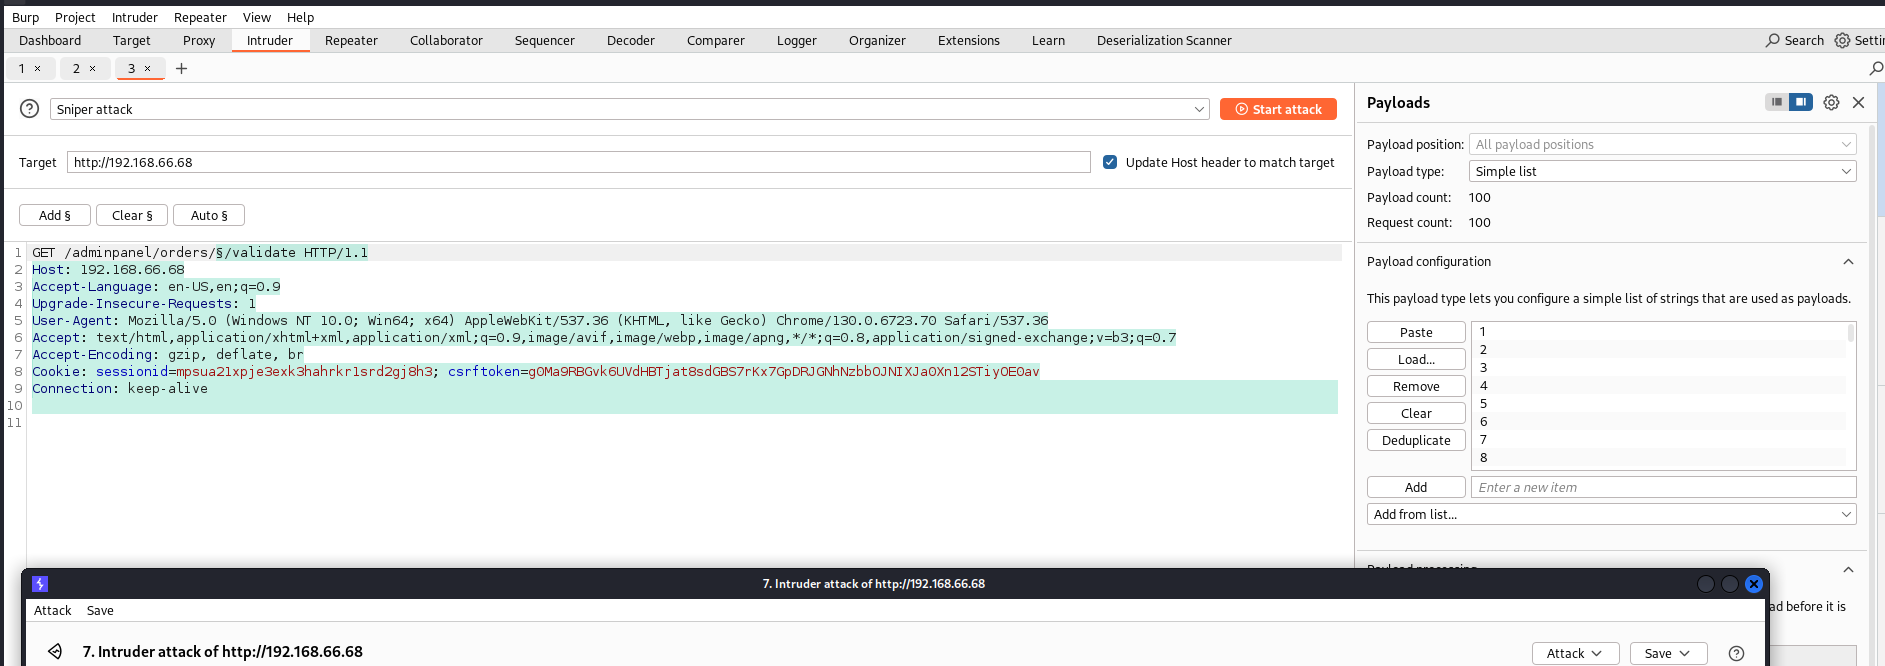 Burp Project Intruder Repeater View Help
Dashboard Target Proxy Intruder Repeater Collaborator Sequencer Decoder Comparer Logger Organizer Extensions Learn Deserialization Scanner Search
1 × 2 × 3 × +
Sniper attack Start attack
Target http://192.168.66.68 Update Host header to match target
Add § Clear § Auto §
1 GET /adminpanel/orders/§/validate HTTP/1.1
2 Host: 192.168.66.68
3 Accept-Language: en-US,en;q=0.9
4 Upgrade-Insecure-Requests: 1
5 User-Agent: Mozilla/5.0 (Windows NT 10.0; Win64; x64) AppleWebKit/537.36 (KHTML, like Gecko) Chrome/130.0.6723.70 Safari/537.36
6 Accept: text/html,application/xhtml+xml,application/xml;q=0.9,image/avif,image/webp,image/apng,*/*;q=0.8,application/signed-exchange;v=b3;q=0.7
7 Accept-Encoding: gzip, deflate, br
8 Cookie: sessionid=mpsua21xpje3exk3hahrkr1srd2gj8h3; csrftoken=g0Ma9RBGvk6UVdHBTjat8sdGBS7rKx7GpDRJGNhNzbbOJNIXJaOXn12STiyOEOav
9 Connection: keep-alive
10
11
Payloads
Payload position: All payload positions
Payload type: Simple list
Payload count: 100
Request count: 100
Payload configuration
This payload type lets you configure a simple list of strings that are used as payloads.
Paste
Load...
Remove
Clear
Deduplicate
1
2
3
4
5
6
7
8
Add Enter a new item
Add from list...
before it is
7. Intruder attack of http://192.168.66.68
Attack Save
7. Intruder attack of http://192.168.66.68 Attack Save